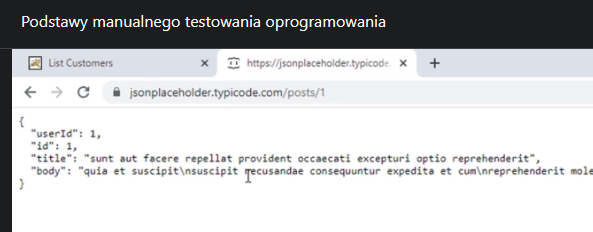 Podstawy manualnego testowania oprogramowania
List Customers
https://jsonplaceholder.typicode
jsonplaceholder.typicode.com/posts/1
{
"userId": 1,
"id": 1,
"title": "sunt aut facere repellat provident occaecati excepturi optio reprehenderit",
"body": "quia et suscipit\nsuscipit recusandae consequuntur expedita et cum\nreprehenderit mole
}